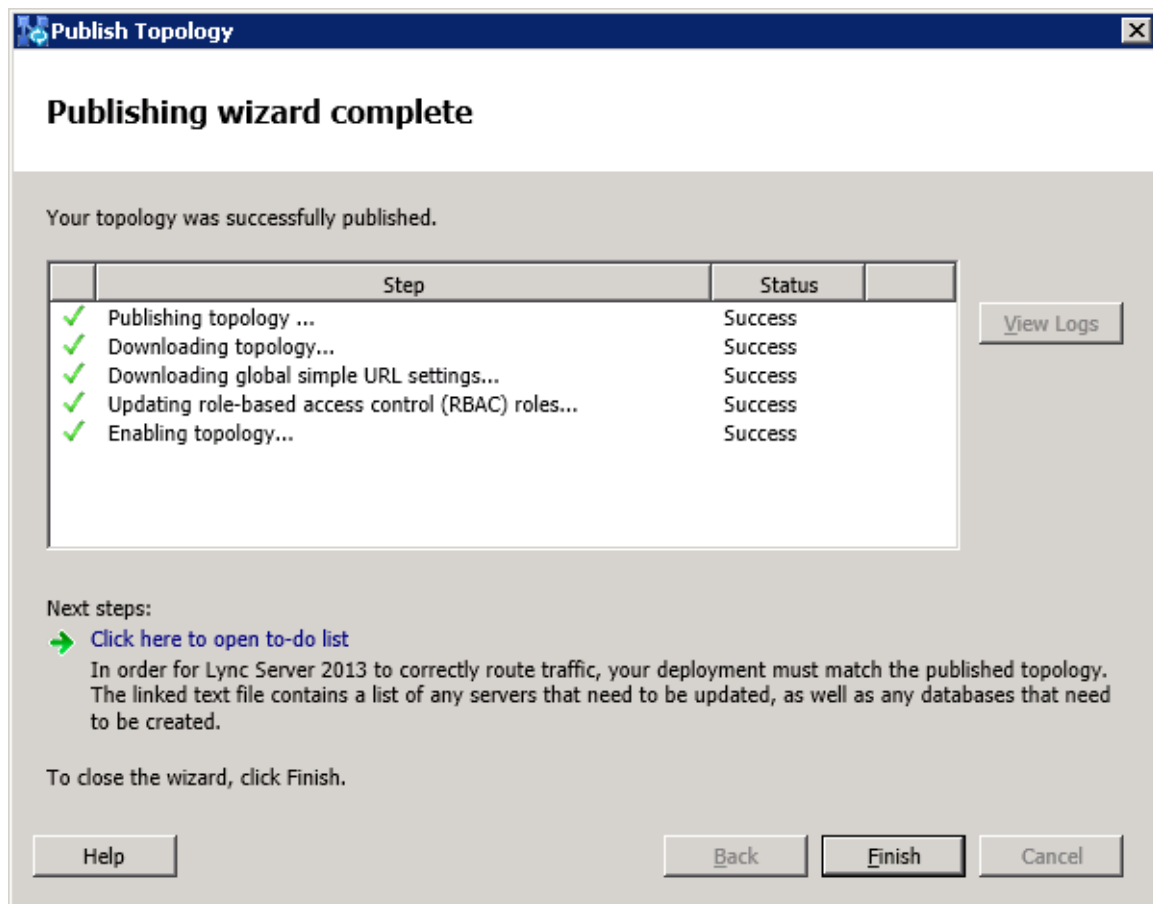 Publish Topology
Publishing wizard complete
Your topology was successfully published.
Step Status
Publishing topology ... Success
Downloading topology... Success
Downloading global simple URL settings... Success
Updating role-based access control (RBAC) roles... Success
Enabling topology... Success
View Logs
Next steps:
Click here to open to-do list
In order for Lync Server 2013 to correctly route traffic, your deployment must match the published topology.
The linked text file contains a list of any servers that need to be updated, as well as any databases that need
to be created.
To close the wizard, click Finish.
Help Back Finish Cancel